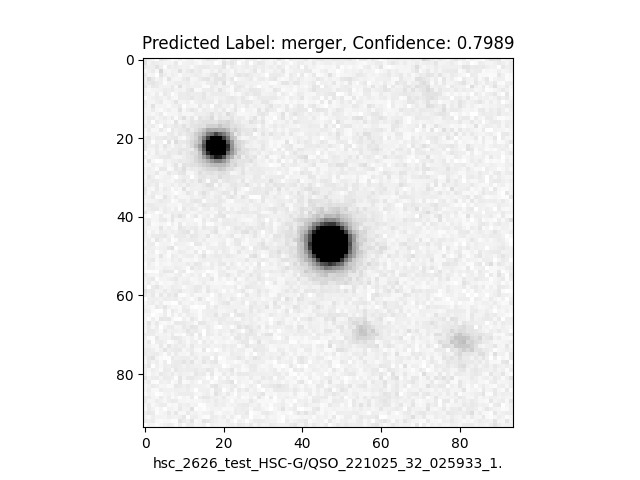 Predicted Label: merger, Confidence: 0.7989
0
20
40
60
80
0 20 40 60 80
hsc_2626_test_HSC-G/QSO_221025_32_025933_1.